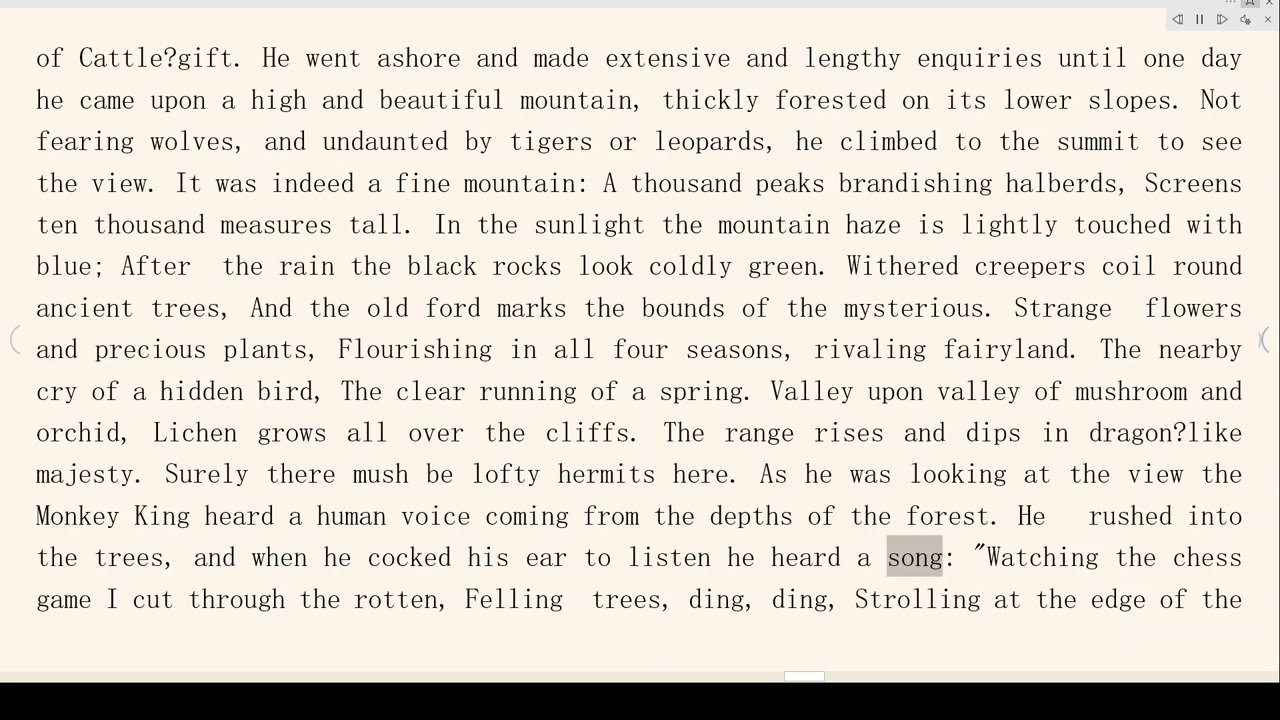 of Cattle?gift. He went ashore and made extensive and lengthy enquiries until one day
he came upon a high and beautiful mountain, thickly forested on its lower slopes. Not
fearing wolves, and undaunted by tigers or leopards, he climbed to the summit to see
the view. It was indeed a fine mountain: A thousand peaks brandishing halberds, Screens
ten thousand measures tall. In the sunlight the mountain haze is lightly touched with
blue; After  the rain the black rocks look coldly green. Withered creepers coil round
ancient trees, And the old ford marks the bounds of the mysterious. Strange  flowers
and precious plants, Flourishing in all four seasons, rivaling fairyland. The nearby
cry of a hidden bird, The clear running of a spring. Valley upon valley of mushroom and
orchid, Lichen grows all over the cliffs. The range rises and dips in dragon?like
majesty. Surely there mush be lofty hermits here. As he was looking at the view the
Monkey King heard a human voice coming from the depths of the forest. He  rushed into
the trees, and when he cocked his ear to listen he heard a song: "Watching the chess
game I cut through the rotten, Felling  trees, ding, ding, Strolling at the edge of the